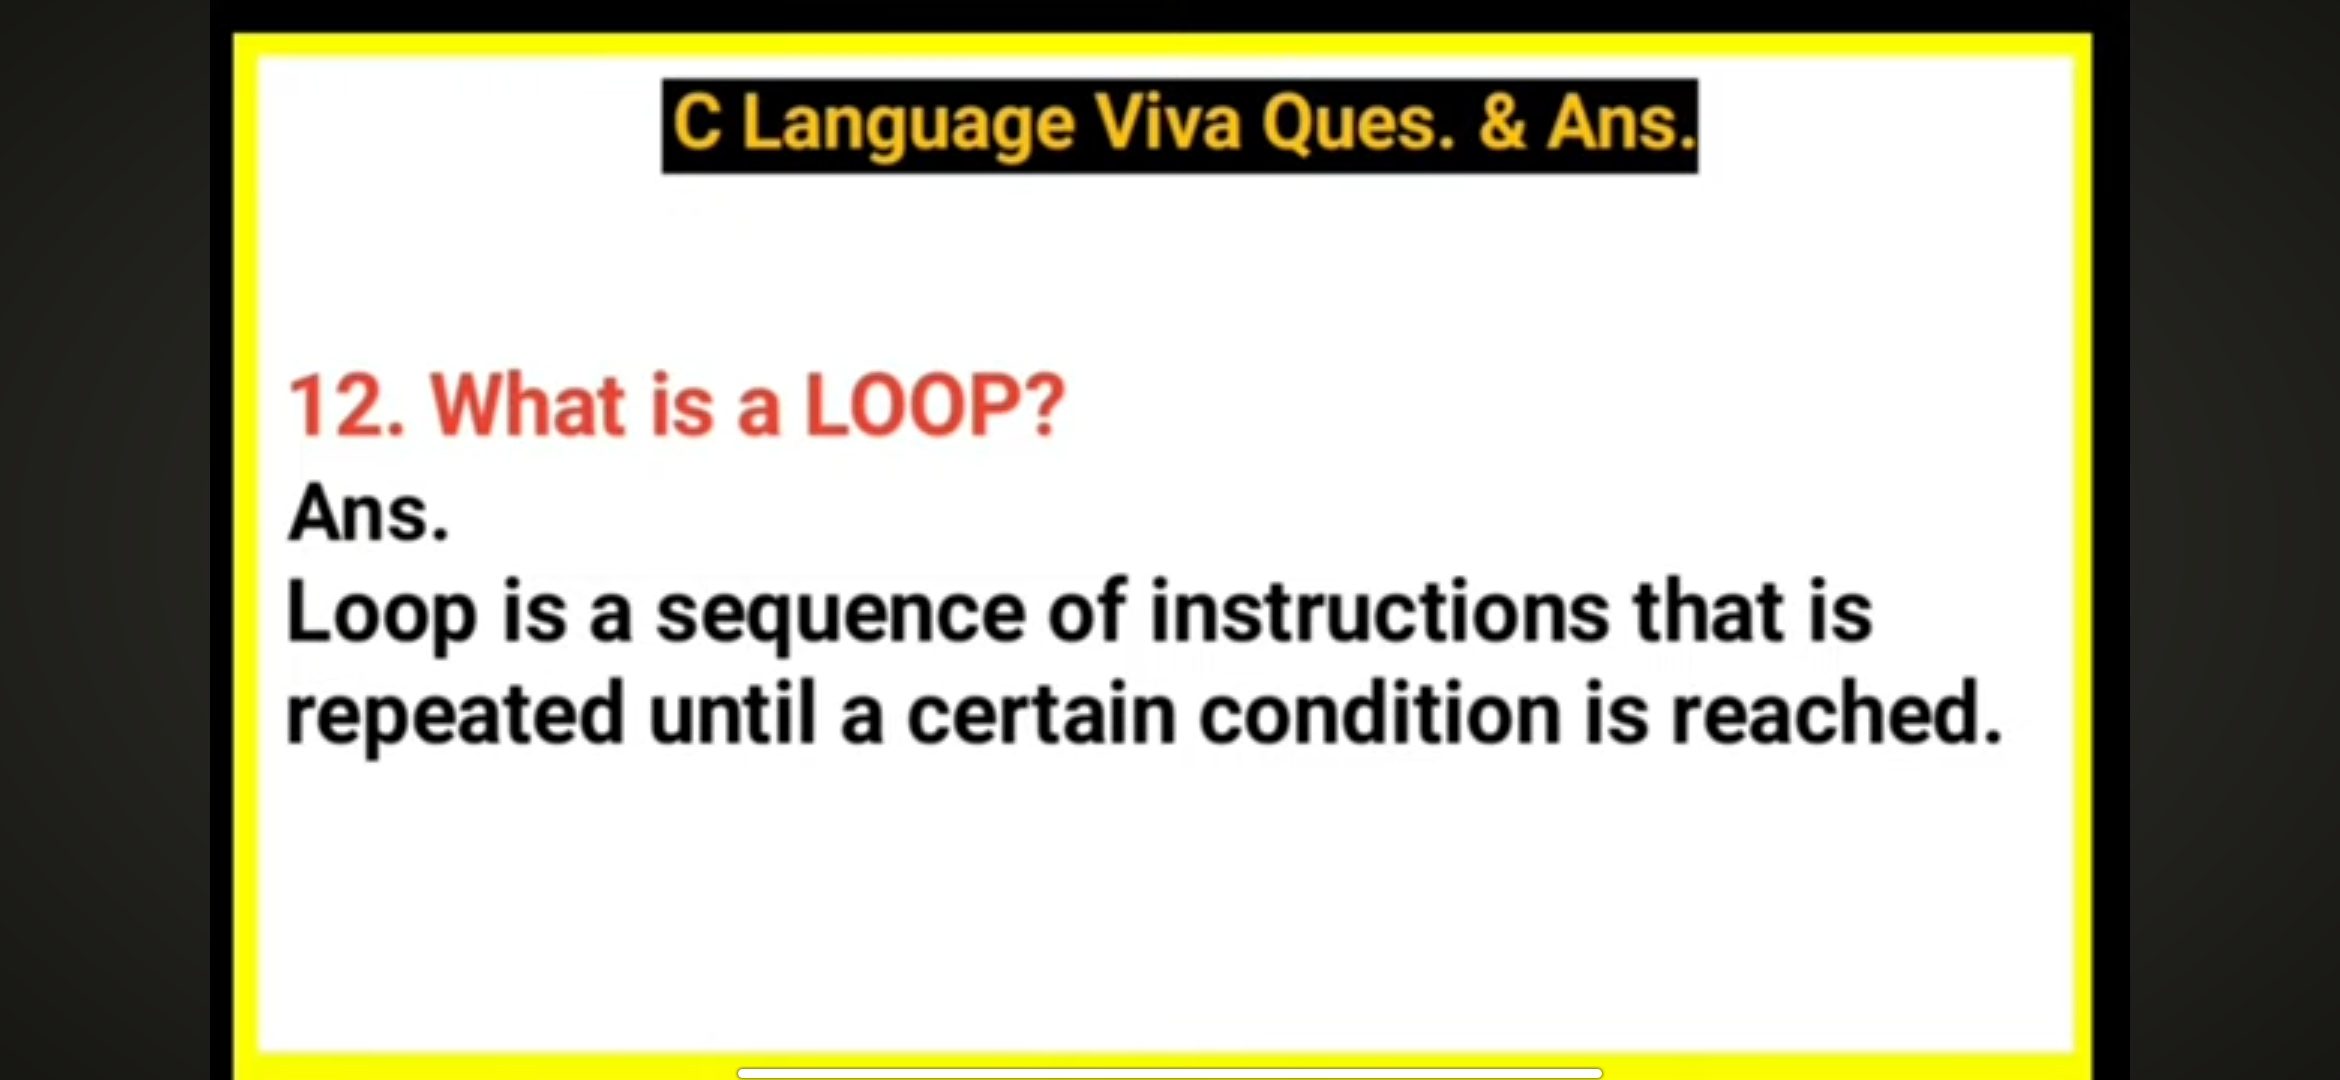 C Language Viva Ques. & Ans.
12. What is a LOOP?
Ans.
Loop is a sequence of instructions that is
repeated until a certain condition is reached.